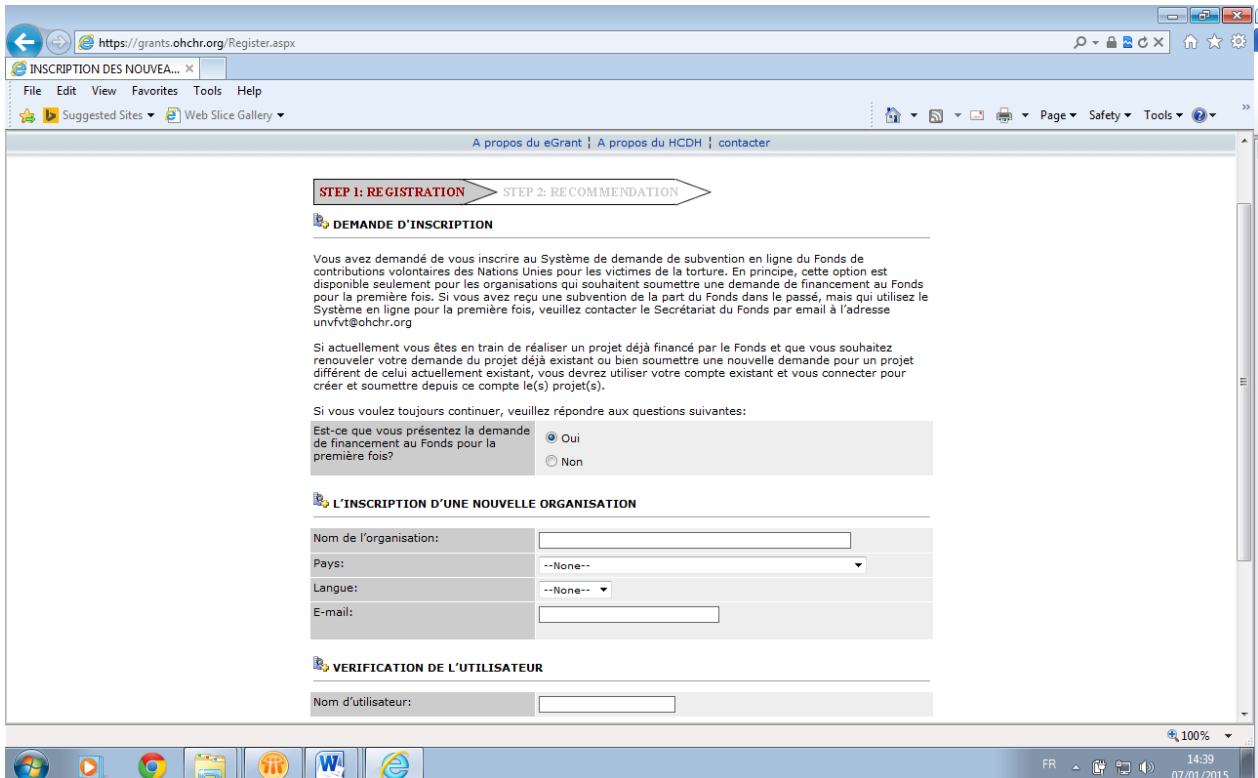 https://grants.ohchr.org/Register.aspx
INSCRIPTION DES NOUVEA...
File Edit View Favorites Tools Help
Suggested Sites Web Slice Gallery Page Safety Tools
A propos du eGrant ¦ A propos du HCDH ¦ contacter
STEP 1: REGISTRATION STEP 2: RECOMMENDATION
DEMANDE D'INSCRIPTION
Vous avez demandé de vous inscrire au Système de demande de subvention en ligne du Fonds de
contributions volontaires des Nations Unies pour les victimes de la torture. En principe, cette option est
disponible seulement pour les organisations qui souhaitent soumettre une demande de financement au Fonds
pour la première fois. Si vous avez reçu une subvention de la part du Fonds dans le passé, mais qui utilisez le
Système en ligne pour la première fois, veuillez contacter le Secrétariat du Fonds par email à l'adresse
unvfvt@ohchr.org
Si actuellement vous êtes en train de réaliser un projet déjà financé par le Fonds et que vous souhaitez
renouveler votre demande du projet déjà existant ou bien soumettre une nouvelle demande pour un projet
différent de celui actuellement existant, vous devrez utiliser votre compte existant et vous connecter pour
créer et soumettre depuis ce compte le(s) projet(s).
Si vous voulez toujours continuer, veuillez répondre aux questions suivantes:
Est-ce que vous présentez la demande
de financement au Fonds pour la
première fois?
Oui
Non
L'INSCRIPTION D'UNE NOUVELLE ORGANISATION
Nom de l'organisation:
Pays: --None--
Langue: --None--
E-mail:
VERIFICATION DE L'UTILISATEUR
Nom d'utilisateur:
100%
FR 14:39
07/01/2015